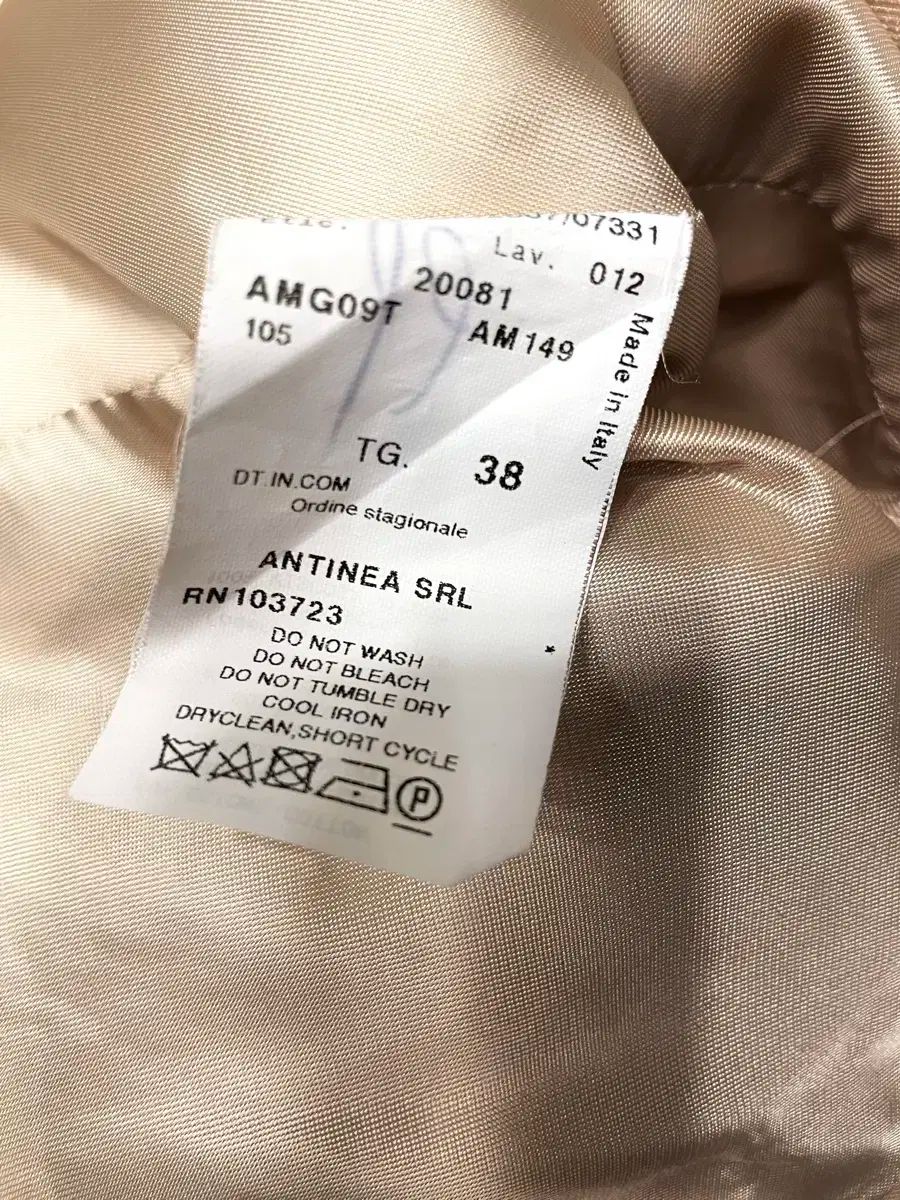 07331
Lav. 012
20081
AMG09T AM149
105
Made in Italy
TG. 38
DT.IN.COM
Ordine stagionale
ANTINEA SRL
RN103723
DO NOT WASH
DO NOT BLEACH
DO NOT TUMBLE DRY
COOL IRON
DRYCLEAN,SHORT CYCLE
P